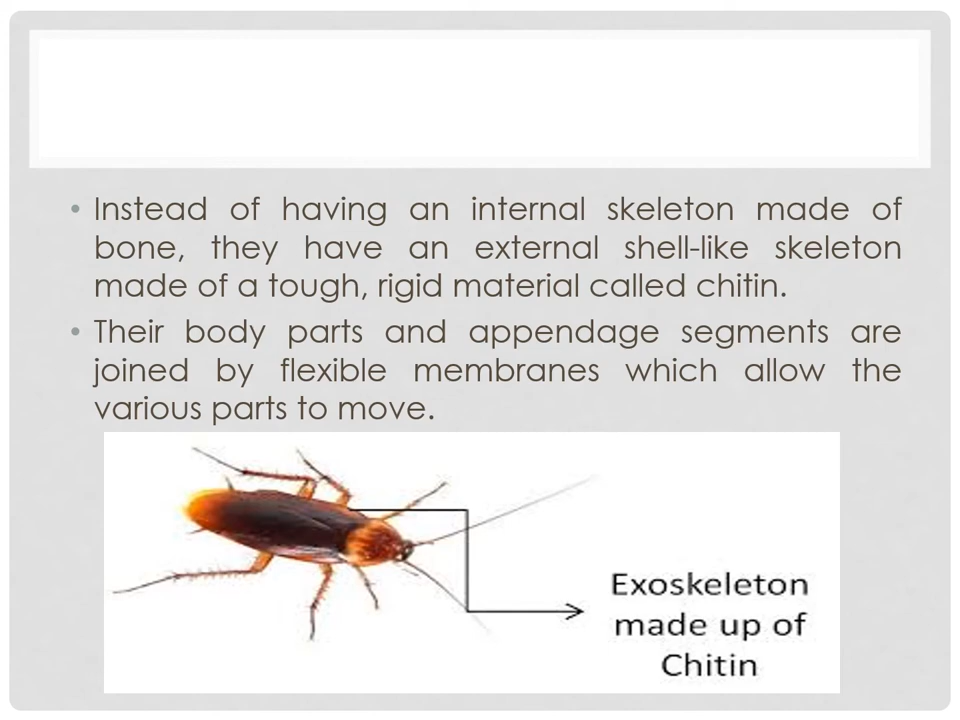 • Instead of having an internal skeleton made of
bone, they have an external shell-like skeleton
made of a tough, rigid material called chitin.
• Their body parts and appendage segments are
joined by flexible membranes which allow the
various parts to move.
Exoskeleton
made up of
Chitin